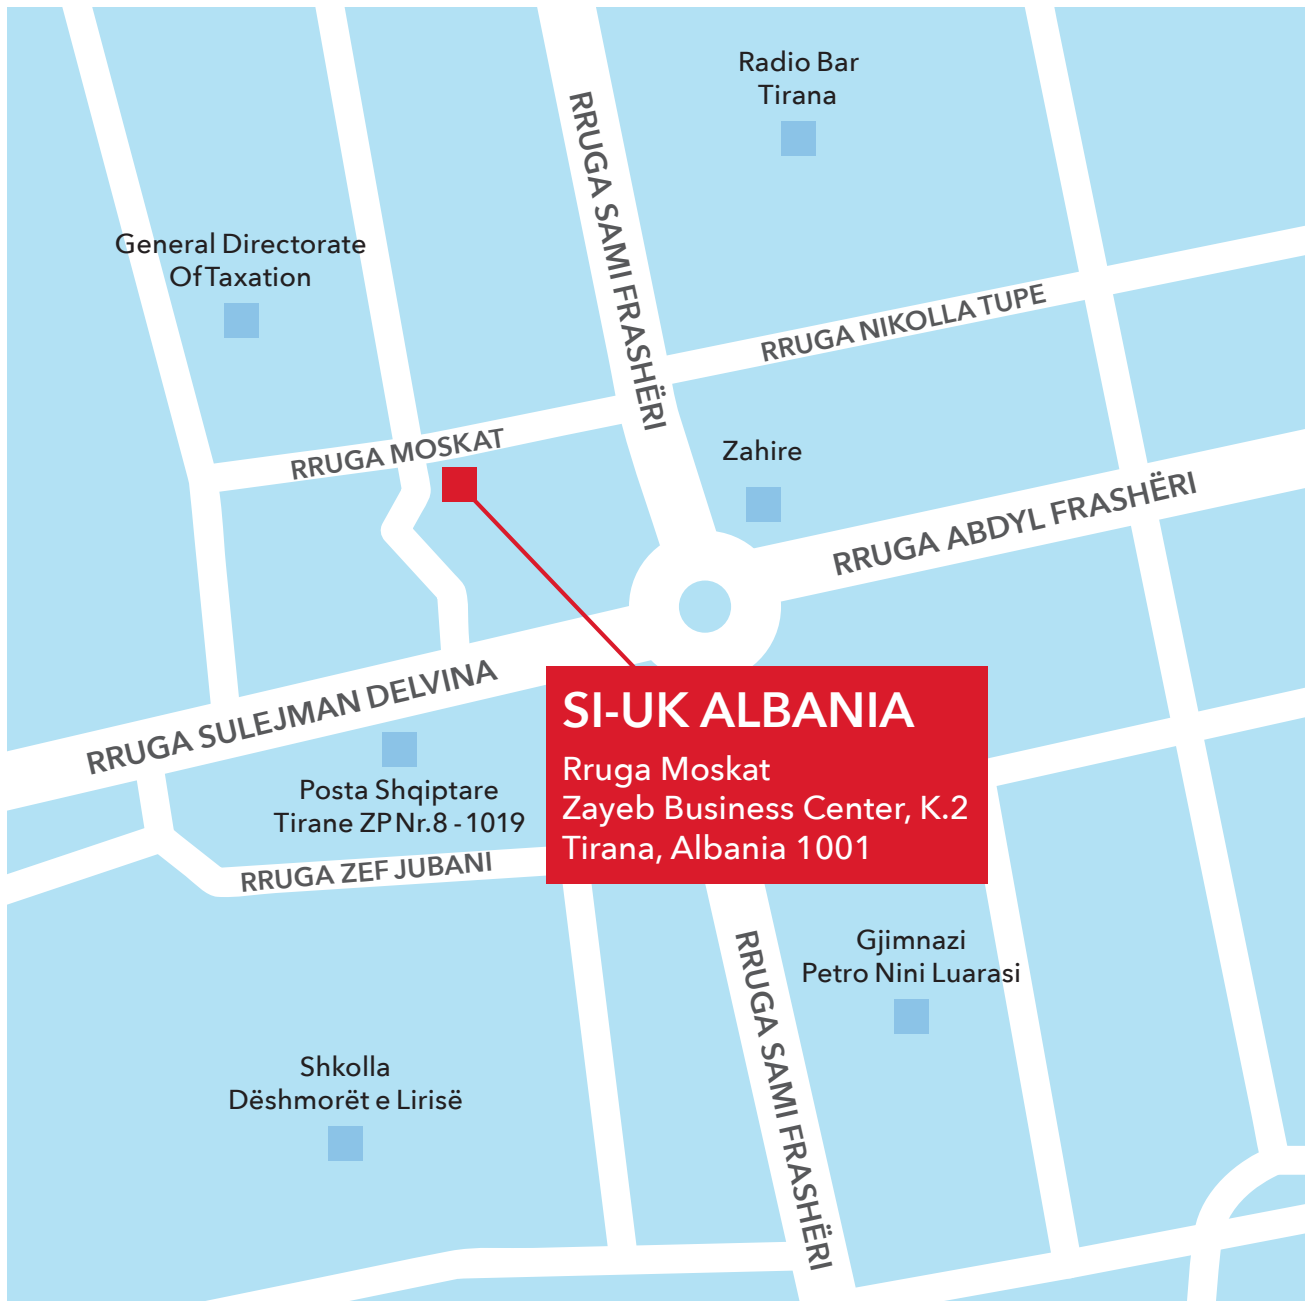 Radio Bar
Tirana
RRUGA SAMI FRASHËRI
General Directorate
Of Taxation
RRUGA NIKOLLA TUPE
RRUGA MOSKAT
Zahire
RRUGA ABDYL FRASHËRI
RRUGA SULEJMAN DELVINA
SI-UK ALBANIA
Rruga Moskat
Zayeb Business Center, K.2
Tirana, Albania 1001
Posta Shqiptare
Tirane ZP Nr.8 - 1019
RRUGA ZEF JUBANI
Gjimnazi
Petro Nini Luarasi
RRUGA SAMI FRASHËRI
Shkolla
Dëshmorët e Lirisë